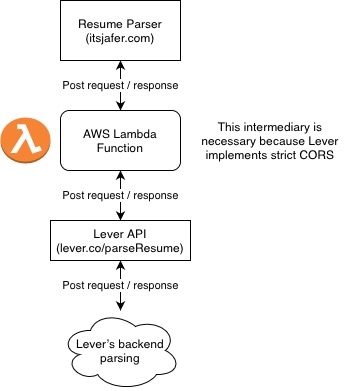 Resume Parser
(itsjafer.com)
Post request / response
AWS Lambda
Function
This intermediary is
necessary because Lever
implements strict CORS
Post request / response
Lever API
(lever.co/parseResume)
Post request / response
Lever's backend
parsing